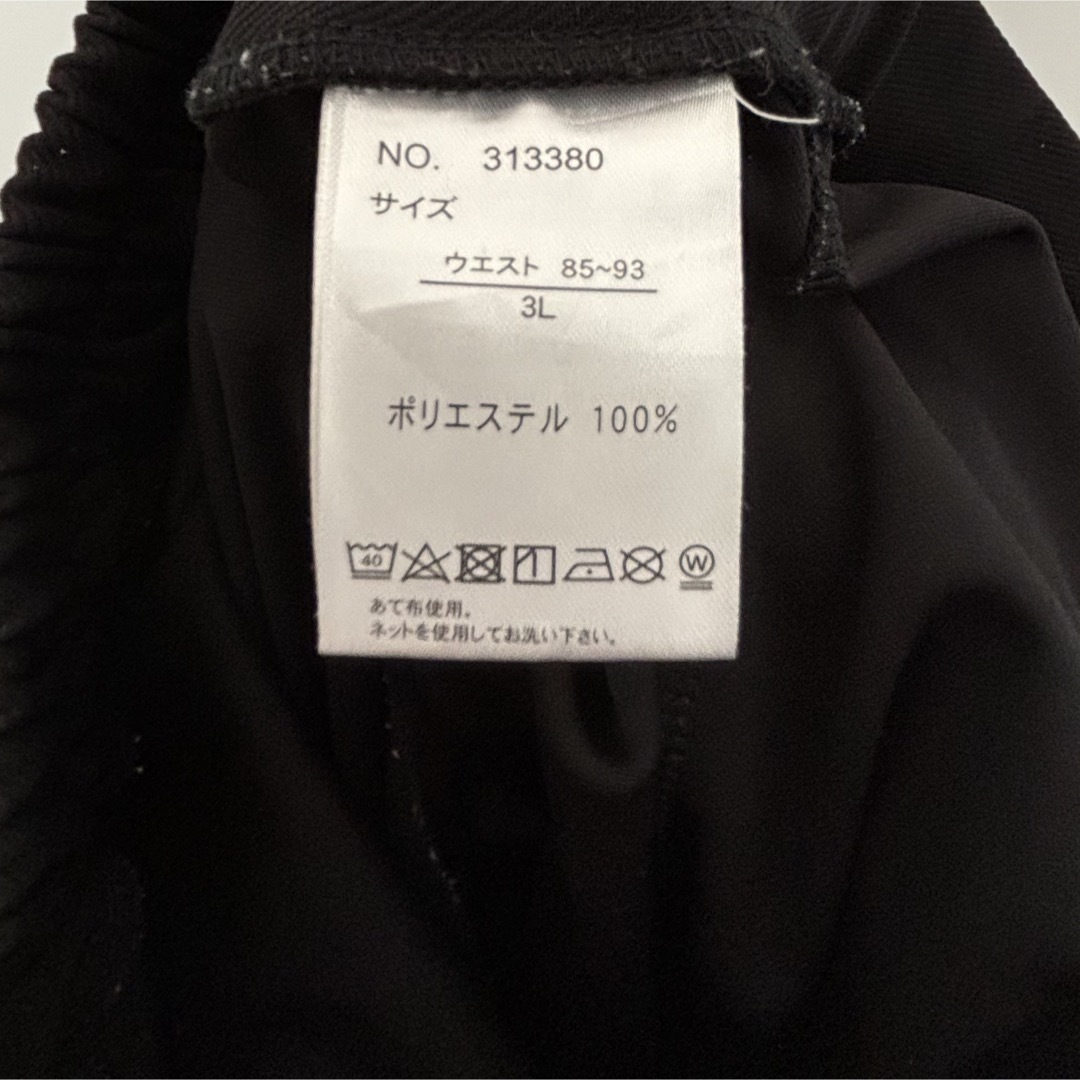 NO. 313380
サイズ
ウエスト 85~93
3L
ポリエステル 100%
40 W
あて布使用。
ネットを使用してお洗い下さい。